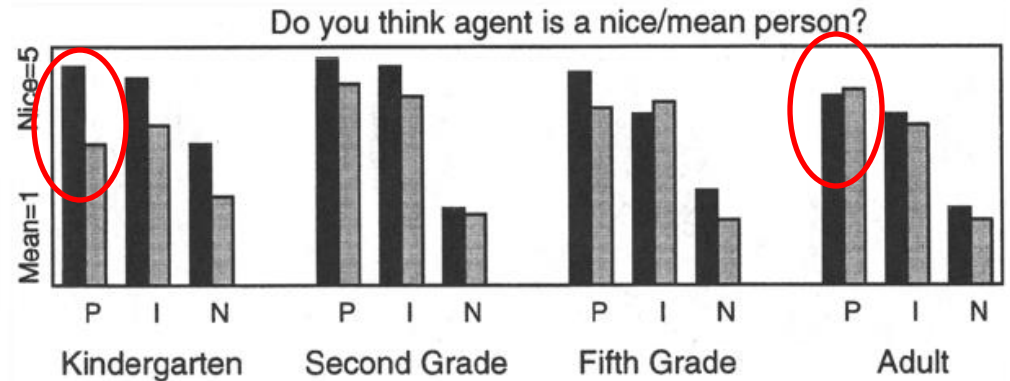 Do you think agent is a nice/mean person?
Nice=5
Mean=1
P I N P I N P I N P I N
Kindergarten Second Grade Fifth Grade Adult